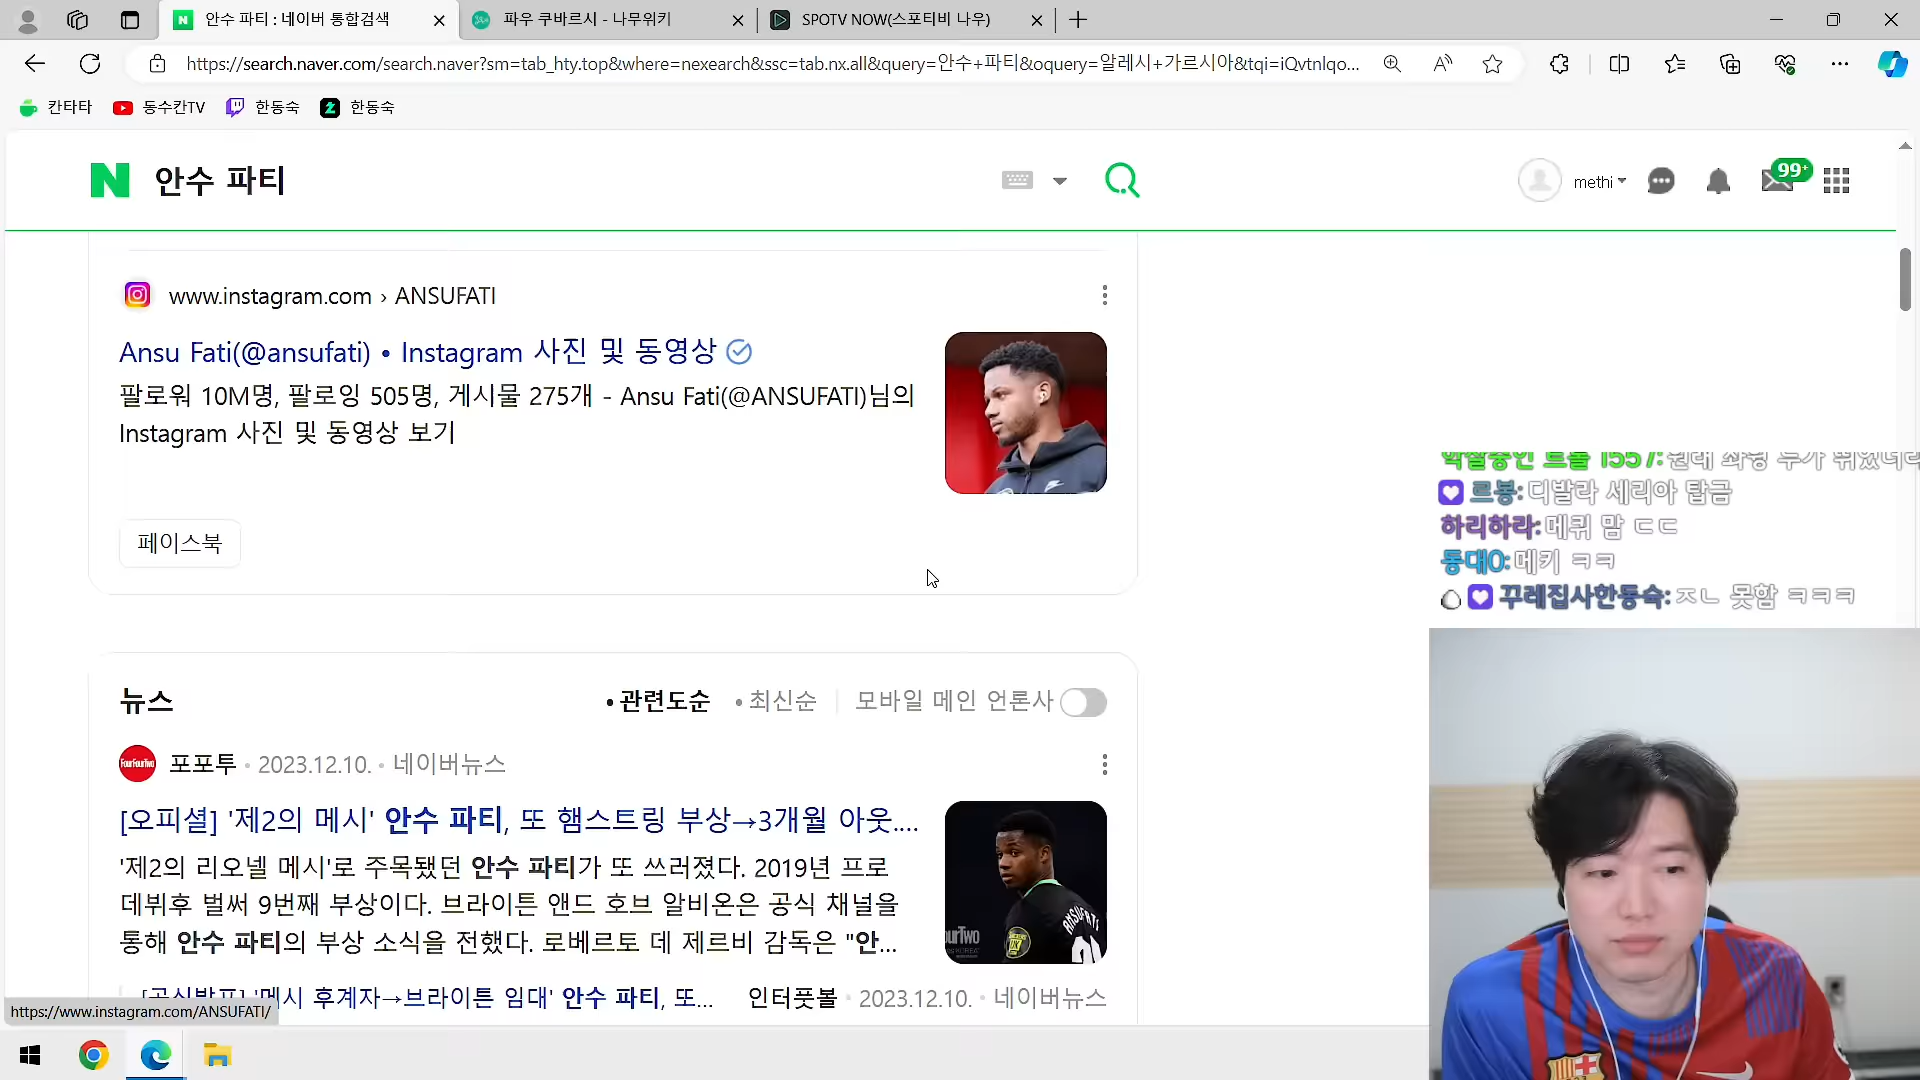 안수 파티 : 네이버 통합검색
파우 쿠바르시 - 나무위키
SPOTV NOW(스포티비 나우)
https://search.naver.com/search.naver?sm=tab_hty.top&where=nexearch&ssc=tab.nx.all&query=안수+파티&oquery=알레시+가르시아&tqi=iQvtnlqo...
칸타타
동수칸TV
한동숙
한동숙
N 안수 파티
methi
99+
www.instagram.com › ANSUFATI
Ansu Fati(@ansufati) • Instagram 사진 및 동영상
팔로워 10M명, 팔로잉 505명, 게시물 275개 - Ansu Fati(@ANSUFATI)님의
Instagram 사진 및 동영상 보기
페이스북
르봉: 디발라 세리아 탑급
하리하라: 메퀴 맘 ㄷㄷ
동대0: 메키 ㅋㅋ
꾸레집사한동숙: ㅈㄴ 못함 ㅋㅋㅋ
뉴스
• 관련도순 • 최신순 모바일 메인 언론사
포포투 · 2023.12.10. · 네이버뉴스
[오피셜] '제2의 메시' 안수 파티, 또 햄스트링 부상→3개월 아웃....
'제2의 리오넬 메시'로 주목됐던 안수 파티가 또 쓰러졌다. 2019년 프로
데뷔후 벌써 9번째 부상이다. 브라이튼 앤드 호브 알비온은 공식 채널을
통해 안수 파티의 부상 소식을 전했다. 로베르토 데 제르비 감독은 "안...
[공식발표] '메시 후계자→브라이튼 임대' 안수 파티, 또... 인터풋볼 · 2023.12.10. · 네이버뉴스
https://www.instagram.com/ANSUFATI/